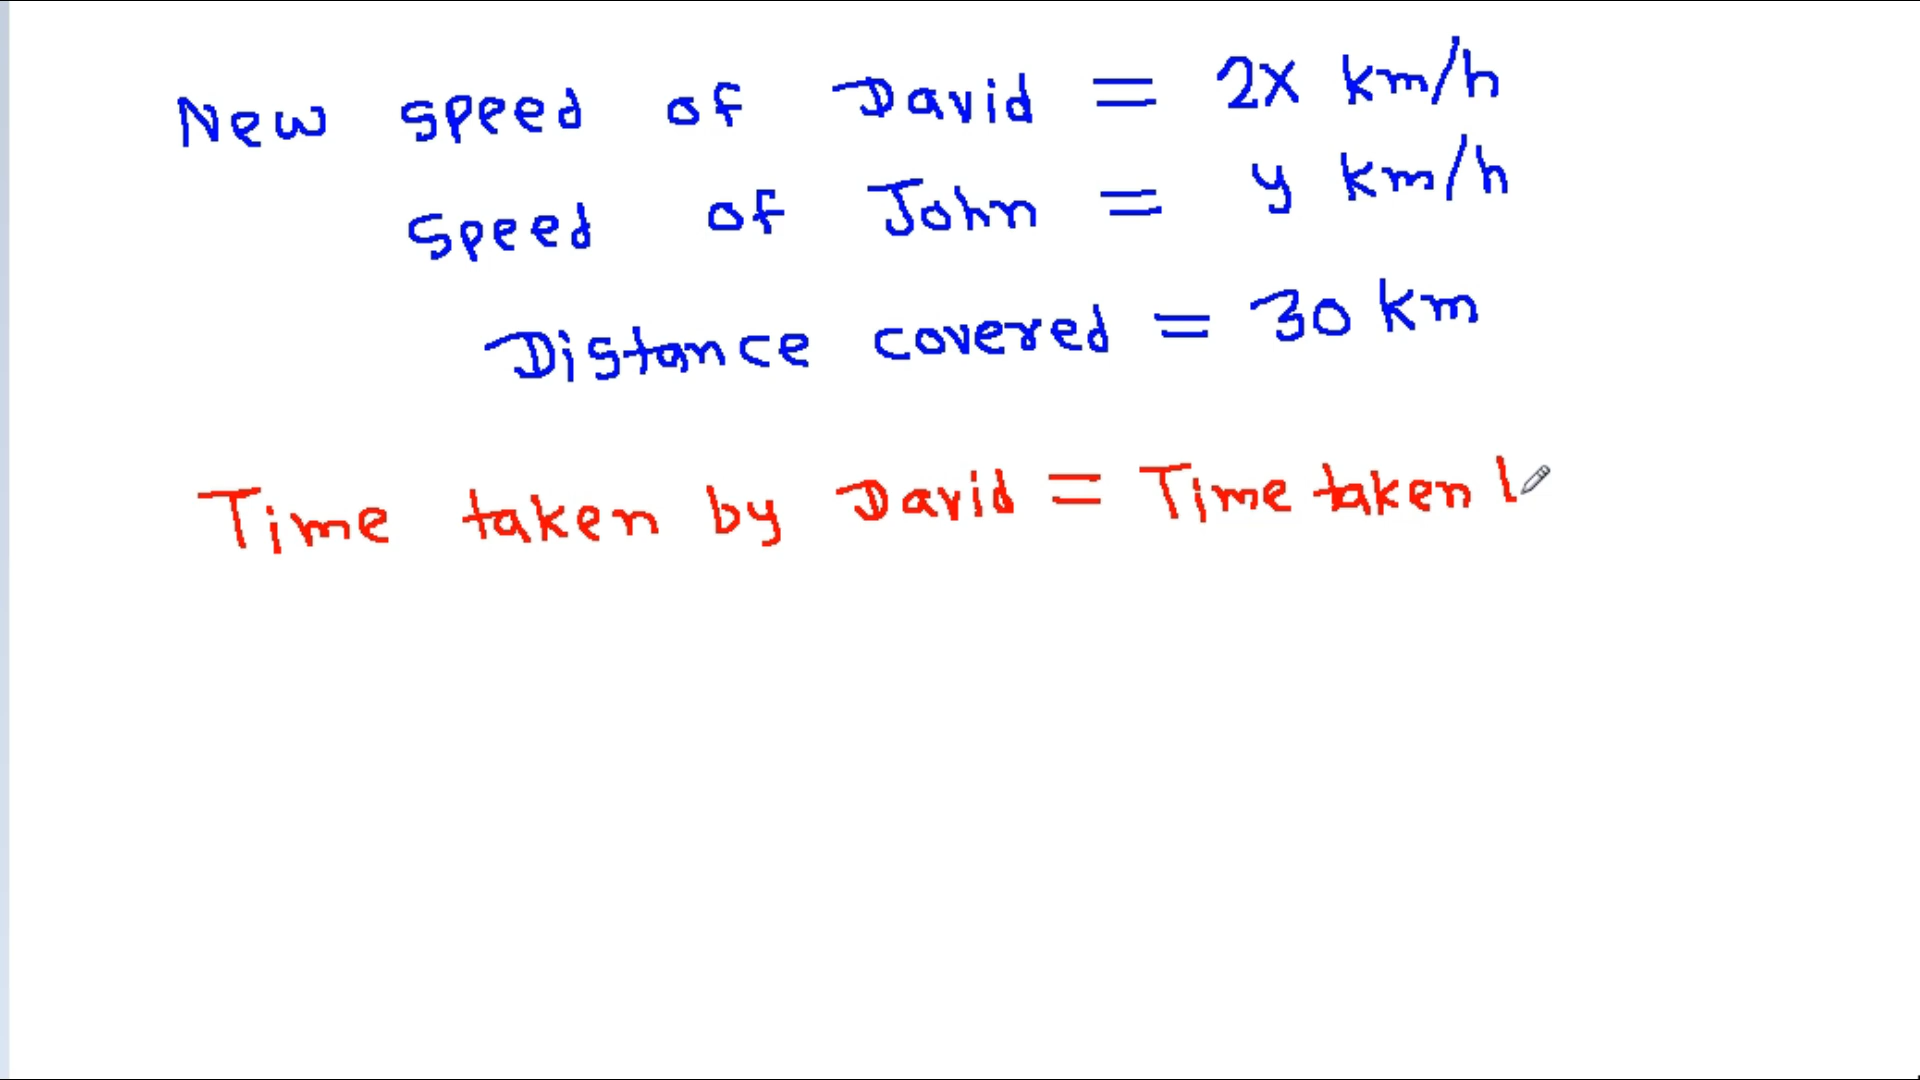 New speed of David = 2x km/h
Speed of John = y km/h
Distance covered = 30 km
Time taken by David = Time taken